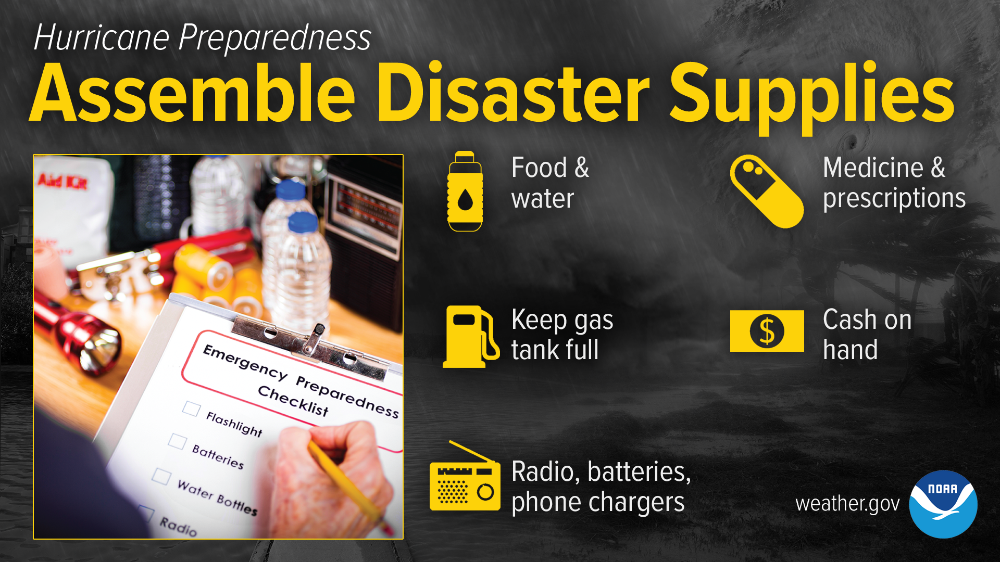 Hurricane Preparedness
Assemble Disaster Supplies
Aid Kit
Emergency Preparedness
Checklist
Flashlight
Batteries
Water Bottles
Radio
Food &
water
Medicine &
prescriptions
Keep gas
tank full
$
Cash on
hand
Radio, batteries,
phone chargers
weather.gov
NOAA